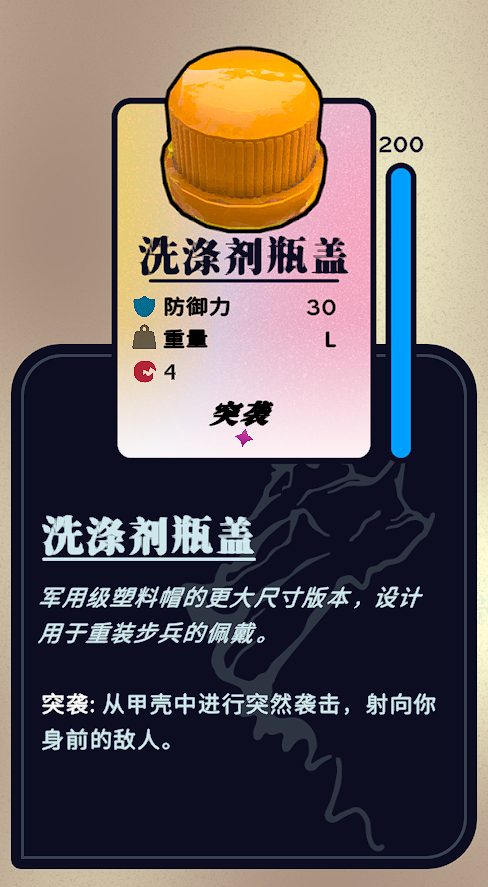 200
洗涤剂瓶盖
防御力 30
重量 L
4
突袭
洗涤剂瓶盖
军用级塑料帽的更大尺寸版本，设计
用于重装步兵的佩戴。
突袭: 从甲壳中进行突然袭击，射向你
身前的敌人。